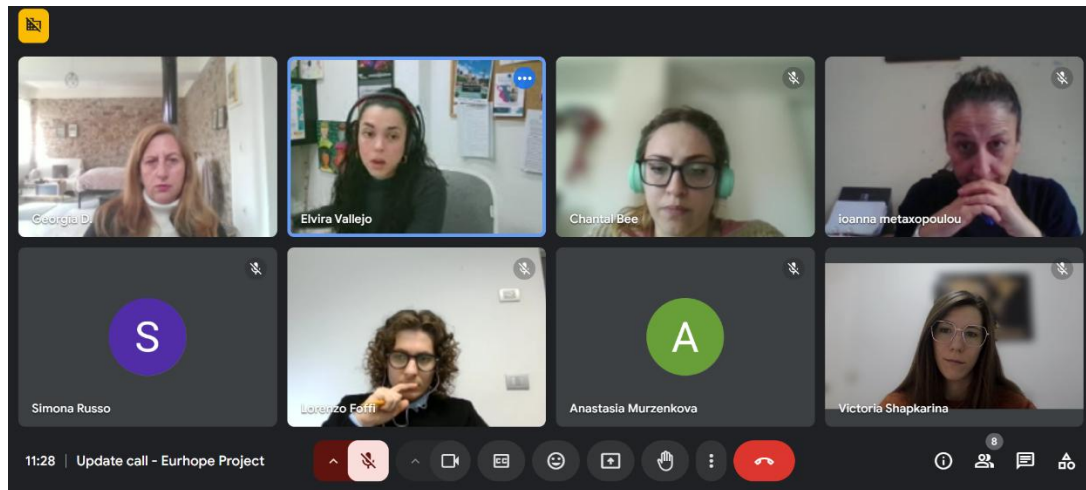 Georgia D.
Elvira Vallejo
Chantal Bee
ioanna metaxopoulou
S
A
Simona Russo
Lorenzo Foffi
Anastasia Murzenkova
Victoria Shapkarina
11:28 | Update call - Eurhope Project
CC
8